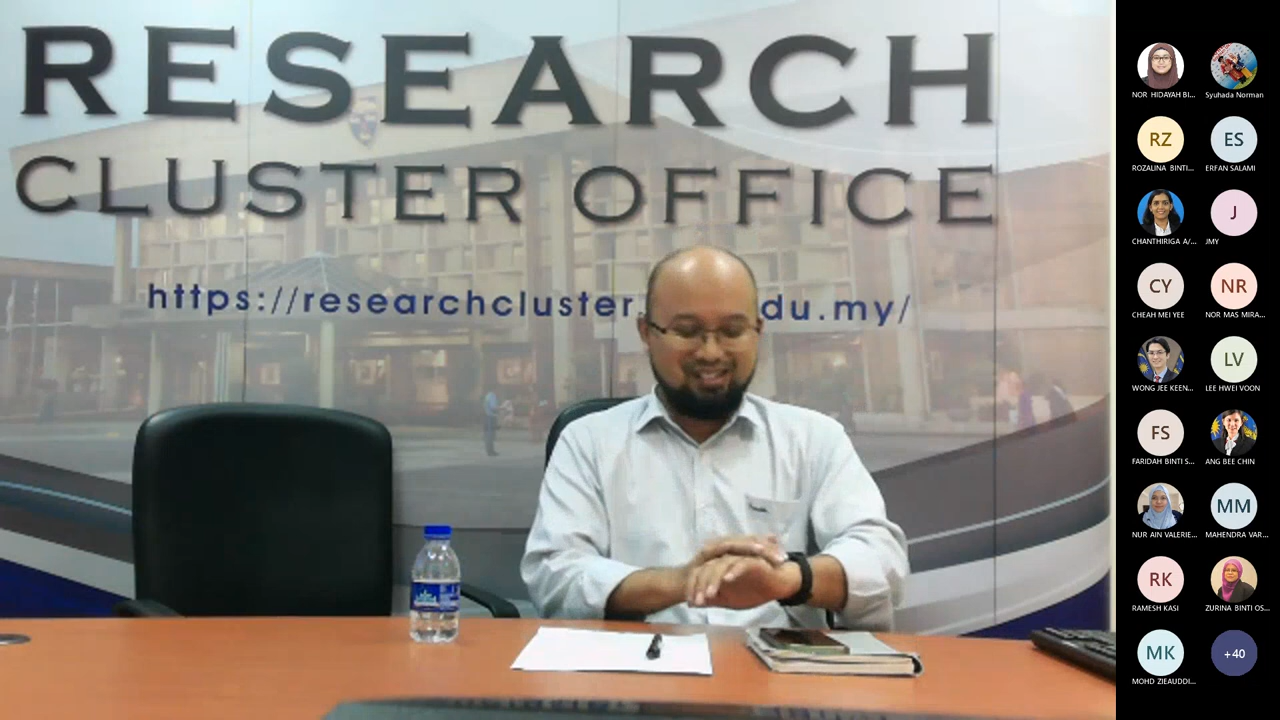 RESEARCH
CLUSTER OFFICE
https://researchcluster. du.my/
NOR HIDAYAH BI...
Syuhada Norman
RZ
ES
ROZALINA BINTI...
ERFAN SALAMI
CHANTHIRIGA A/...
J
JMY
CY
NR
CHEAH MEI YEE
NOR MAS MIRA...
WONG JEE KEEN...
LV
LEE HWEI VOON
FS
FARIDAH BINTI S...
ANG BEE CHIN
NUR AIN VALERIE...
MM
MAHENDRA VAR...
RK
RAMESH KASI
ZURINA BINTI OS...
MK
+40
MOHD ZIEAUDDI...